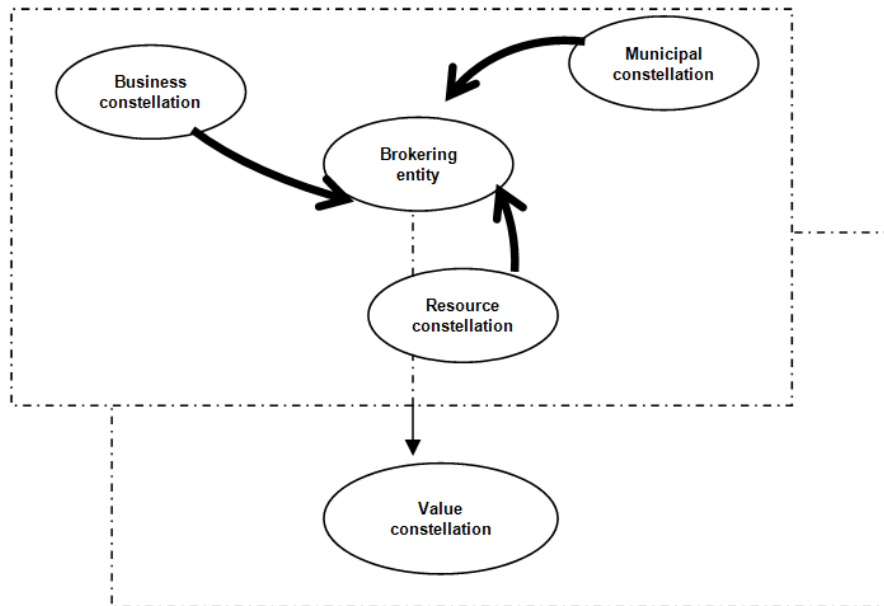 Municipal
constellation
Business
constellation
Brokering
entity
Resource
constellation
Value
constellation